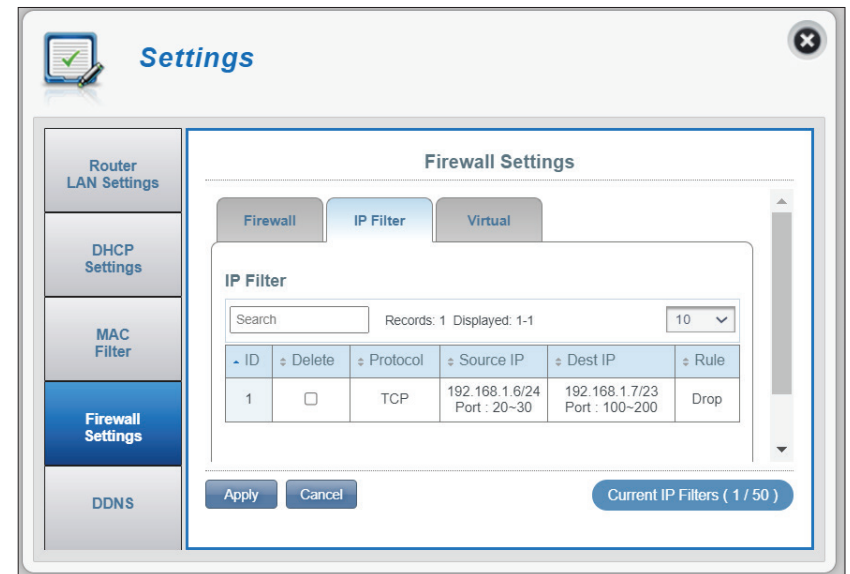 Settings
Router
LAN Settings
DHCP
Settings
MAC
Filter
Firewall
Settings
DDNS
Firewall Settings
Firewall
IP Filter
Virtual
IP Filter
Search
Records: 1 Displayed: 1-1
10
ID Delete Protocol Source IP Dest IP Rule
1 TCP 192.168.1.6/24 192.168.1.7/23 Drop
Port : 20~30 Port : 100~200
Apply
Cancel
Current IP Filters ( 1 / 50 )